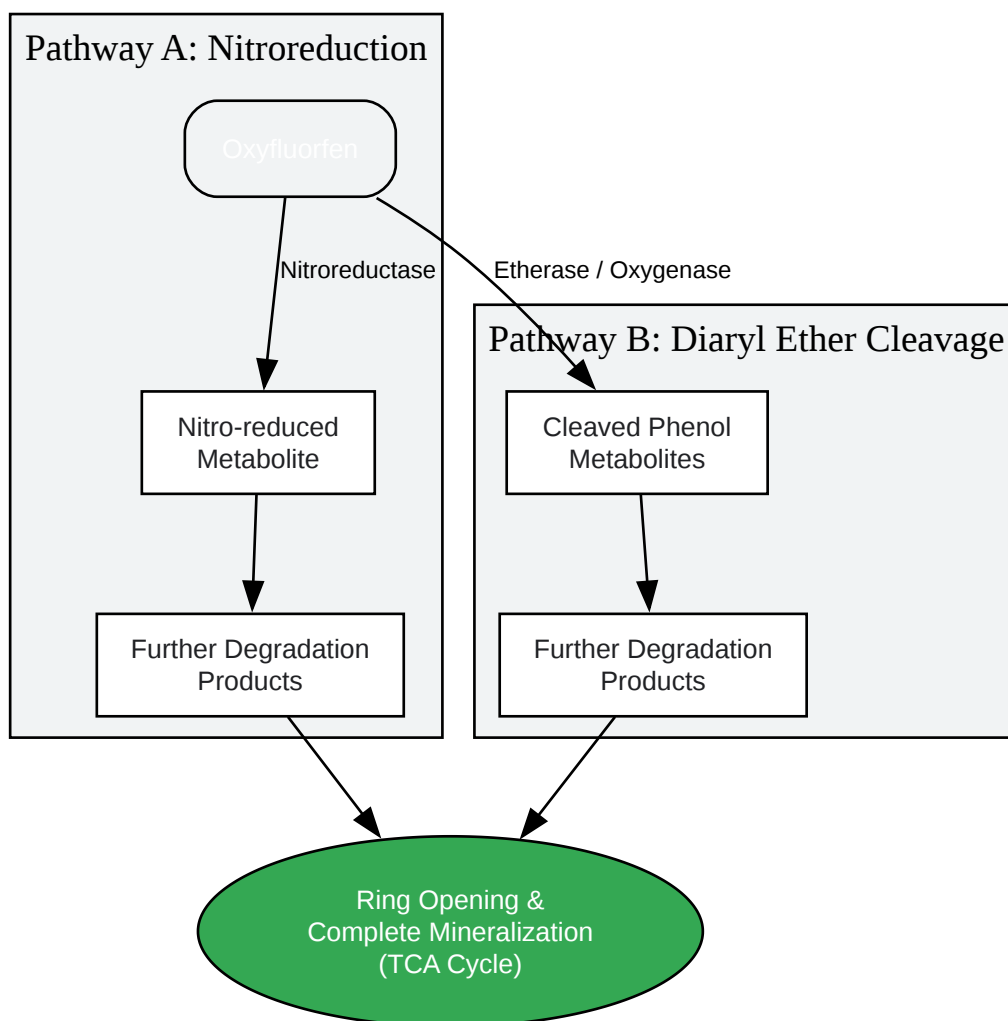 Pathway A: Nitroreduction
Oxyfluorfen
Nitroreductase
Etherase / Oxygenase
Pathway B: Diaryl Ether Cleavage
Nitro-reduced
Metabolite
Cleaved Phenol
Metabolites
Further Degradation
Products
Further Degradation
Products
Ring Opening &
Complete Mineralization
(TCA Cycle)